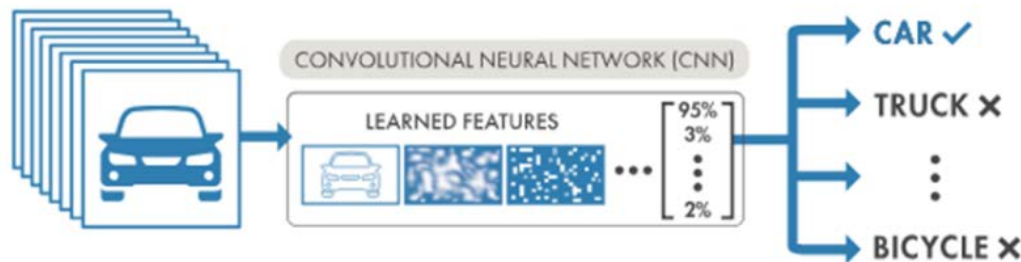 CONVOLUTIONAL NEURAL NETWORK (CNN)
LEARNED FEATURES
95%
3%
2%
CAR
TRUCK
BICYCLE